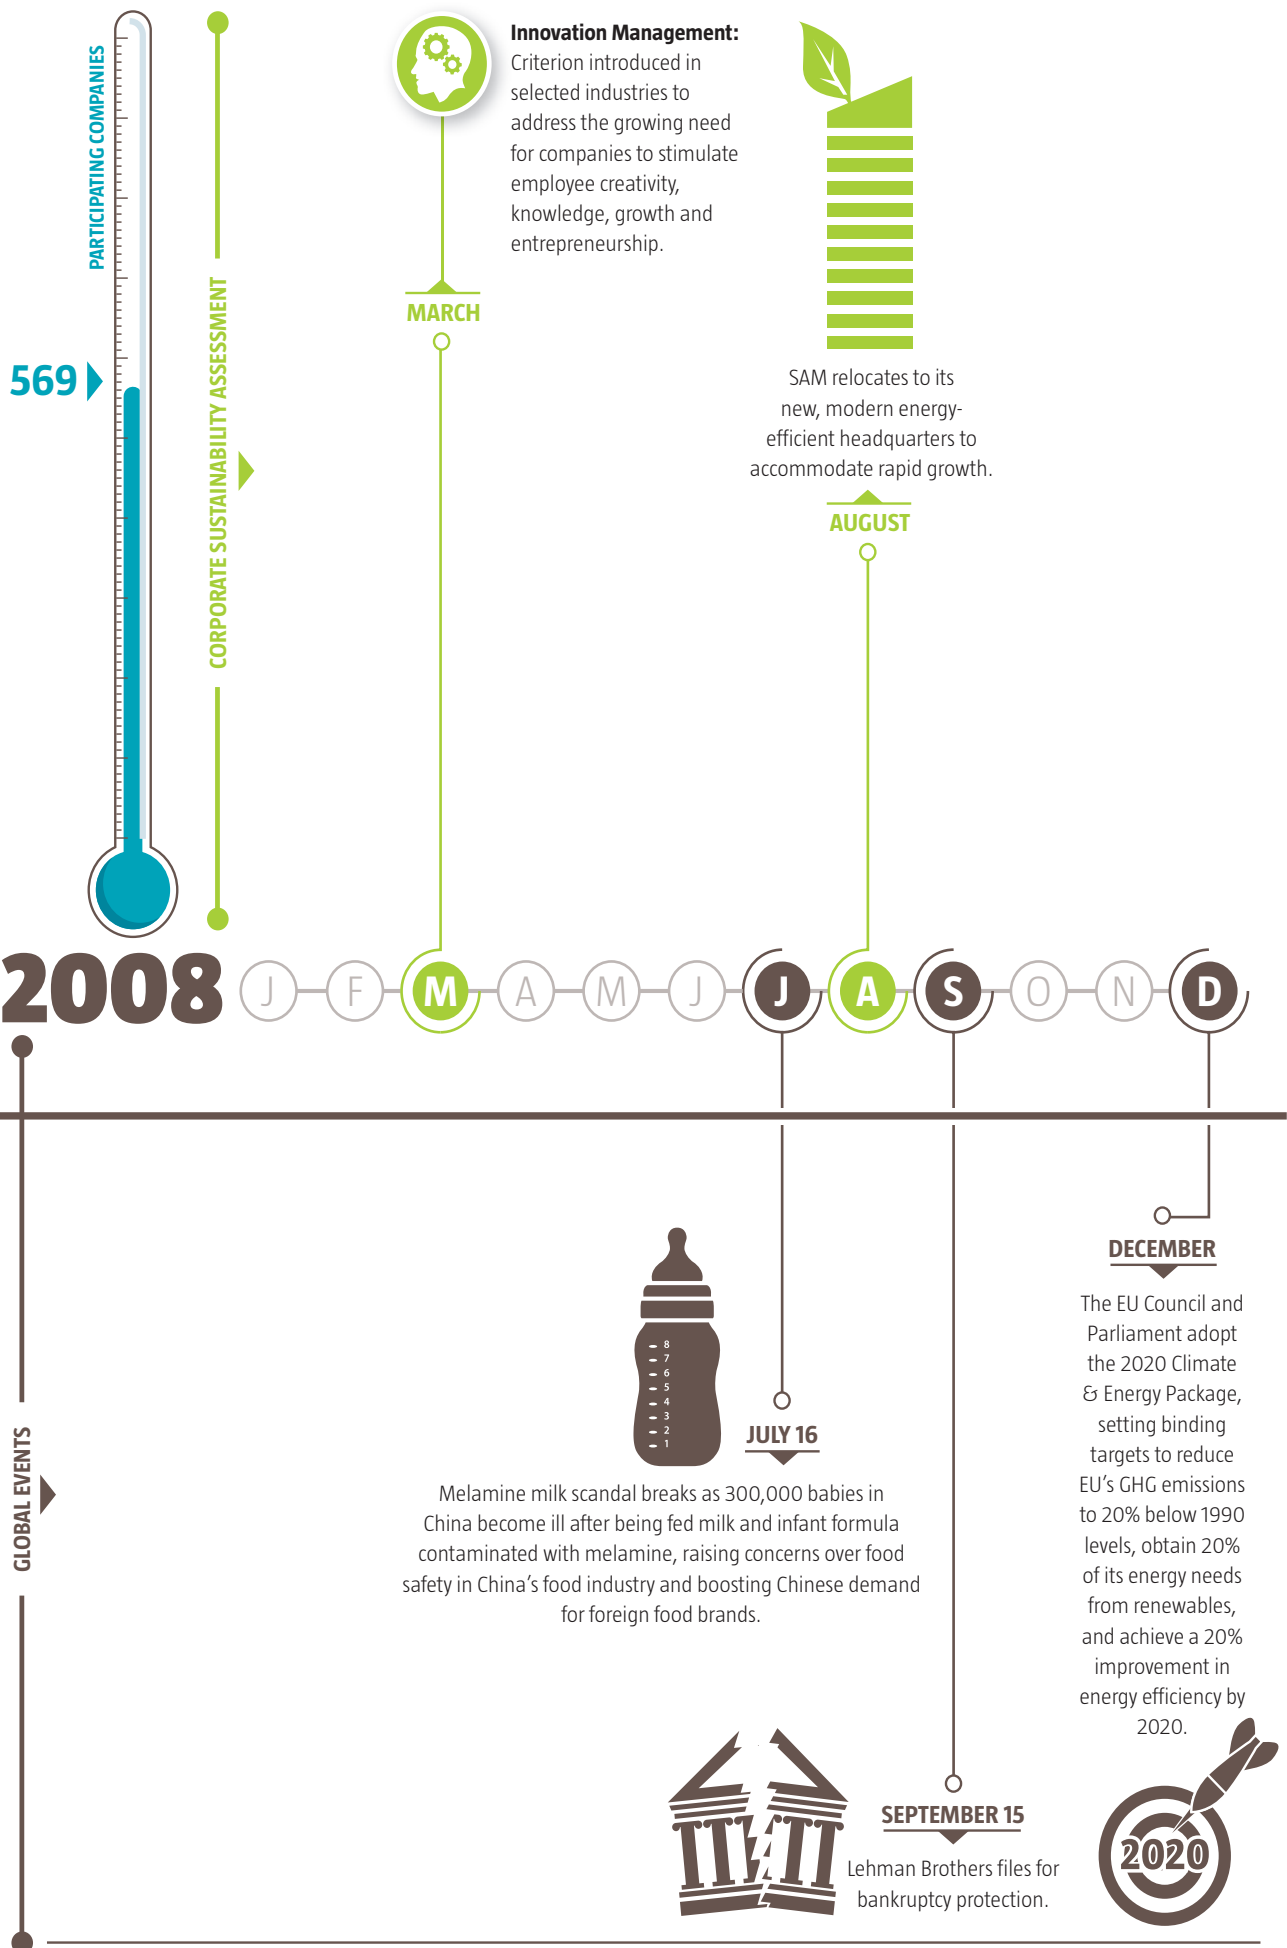 PARTICIPATING COMPANIES
569
CORPORATE SUSTAINABILITY ASSESSMENT
Innovation Management:
Criterion introduced in
selected industries to
address the growing need
for companies to stimulate
employee creativity,
knowledge, growth and
entrepreneurship.
MARCH
SAM relocates to its
new, modern energy-
efficient headquarters to
accommodate rapid growth.
AUGUST
2008 J F M A M J J A S O N D
GLOBAL EVENTS
8
7
6
5
4
3
2
1
JULY 16
Melamine milk scandal breaks as 300,000 babies in
China become ill after being fed milk and infant formula
contaminated with melamine, raising concerns over food
safety in China’s food industry and boosting Chinese demand
for foreign food brands.
SEPTEMBER 15
Lehman Brothers files for
bankruptcy protection.
DECEMBER
The EU Council and
Parliament adopt
the 2020 Climate
& Energy Package,
setting binding
targets to reduce
EU’s GHG emissions
to 20% below 1990
levels, obtain 20%
of its energy needs
from renewables,
and achieve a 20%
improvement in
energy efficiency by
2020.
2020